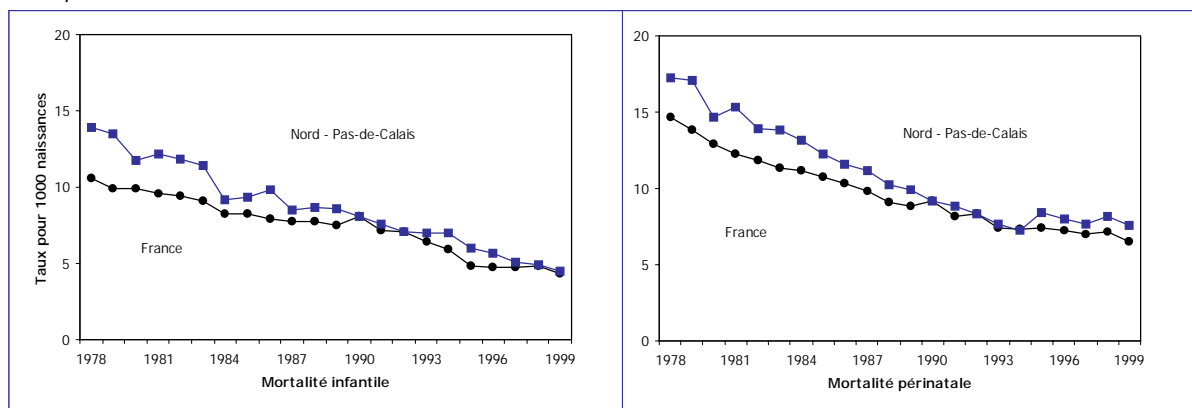 20
15
10
5
0
Taux pour 1000 naissances
Nord - Pas-de-Calais
France
1978 1981 1984 1987 1990 1993 1996 1999
Mortalité infantile
20
15
10
5
0
Nord - Pas-de-Calais
France
1978 1981 1984 1987 1990 1993 1996 1999
Mortalité périnatale